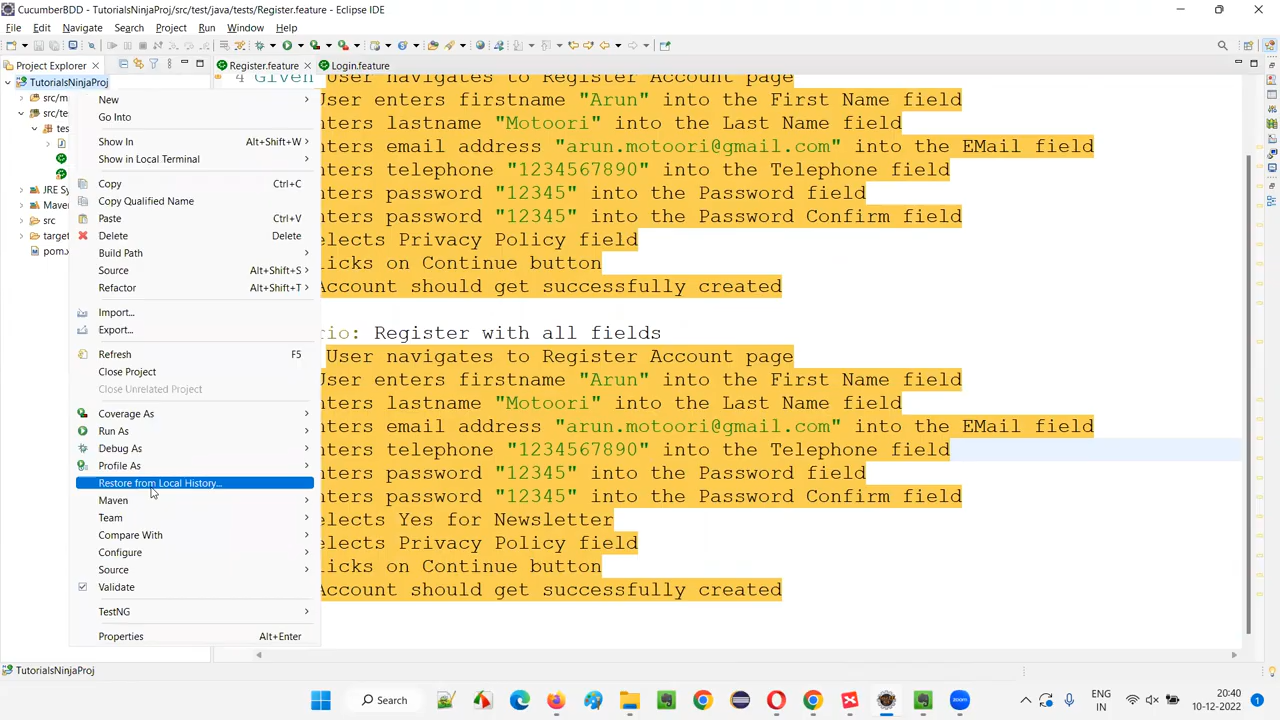 CucumberBDD - TutorialsNinjaProj/src/test/java/tests/Register.feature - Eclipse IDE
File Edit Navigate Search Project Run Window Help
Project Explorer
Register.feature
Login.feature
TutorialsNinjaProj
src/m
src/te
tes
JRE Sy
Maven
src
target
pom.x
New
Go Into
Show In Alt+Shift+W
Show in Local Terminal
Copy Ctrl+C
Copy Qualified Name
Paste Ctrl+V
Delete Delete
Build Path
Source Alt+Shift+S
Refactor Alt+Shift+T
Import...
Export...
Refresh F5
Close Project
Close Unrelated Project
Coverage As
Run As
Debug As
Profile As
Restore from Local History...
Maven
Team
Compare With
Configure
Source
Validate
TestNG
Properties Alt+Enter
4 Given User navigates to Register Account page
User enters firstname "Arun" into the First Name field
nters lastname "Motoori" into the Last Name field
nters email address "arun.motoori@gmail.com" into the EMail field
nters telephone "1234567890" into the Telephone field
nters password "12345" into the Password field
nters password "12345" into the Password Confirm field
elects Privacy Policy field
licks on Continue button
Account should get successfully created
rio: Register with all fields
User navigates to Register Account page
User enters firstname "Arun" into the First Name field
nters lastname "Motoori" into the Last Name field
nters email address "arun.motoori@gmail.com" into the EMail field
nters telephone "1234567890" into the Telephone field
nters password "12345" into the Password field
nters password "12345" into the Password Confirm field
elects Yes for Newsletter
elects Privacy Policy field
licks on Continue button
Account should get successfully created
TutorialsNinjaProj
Search
ENG
IN
20:40
10-12-2022
1